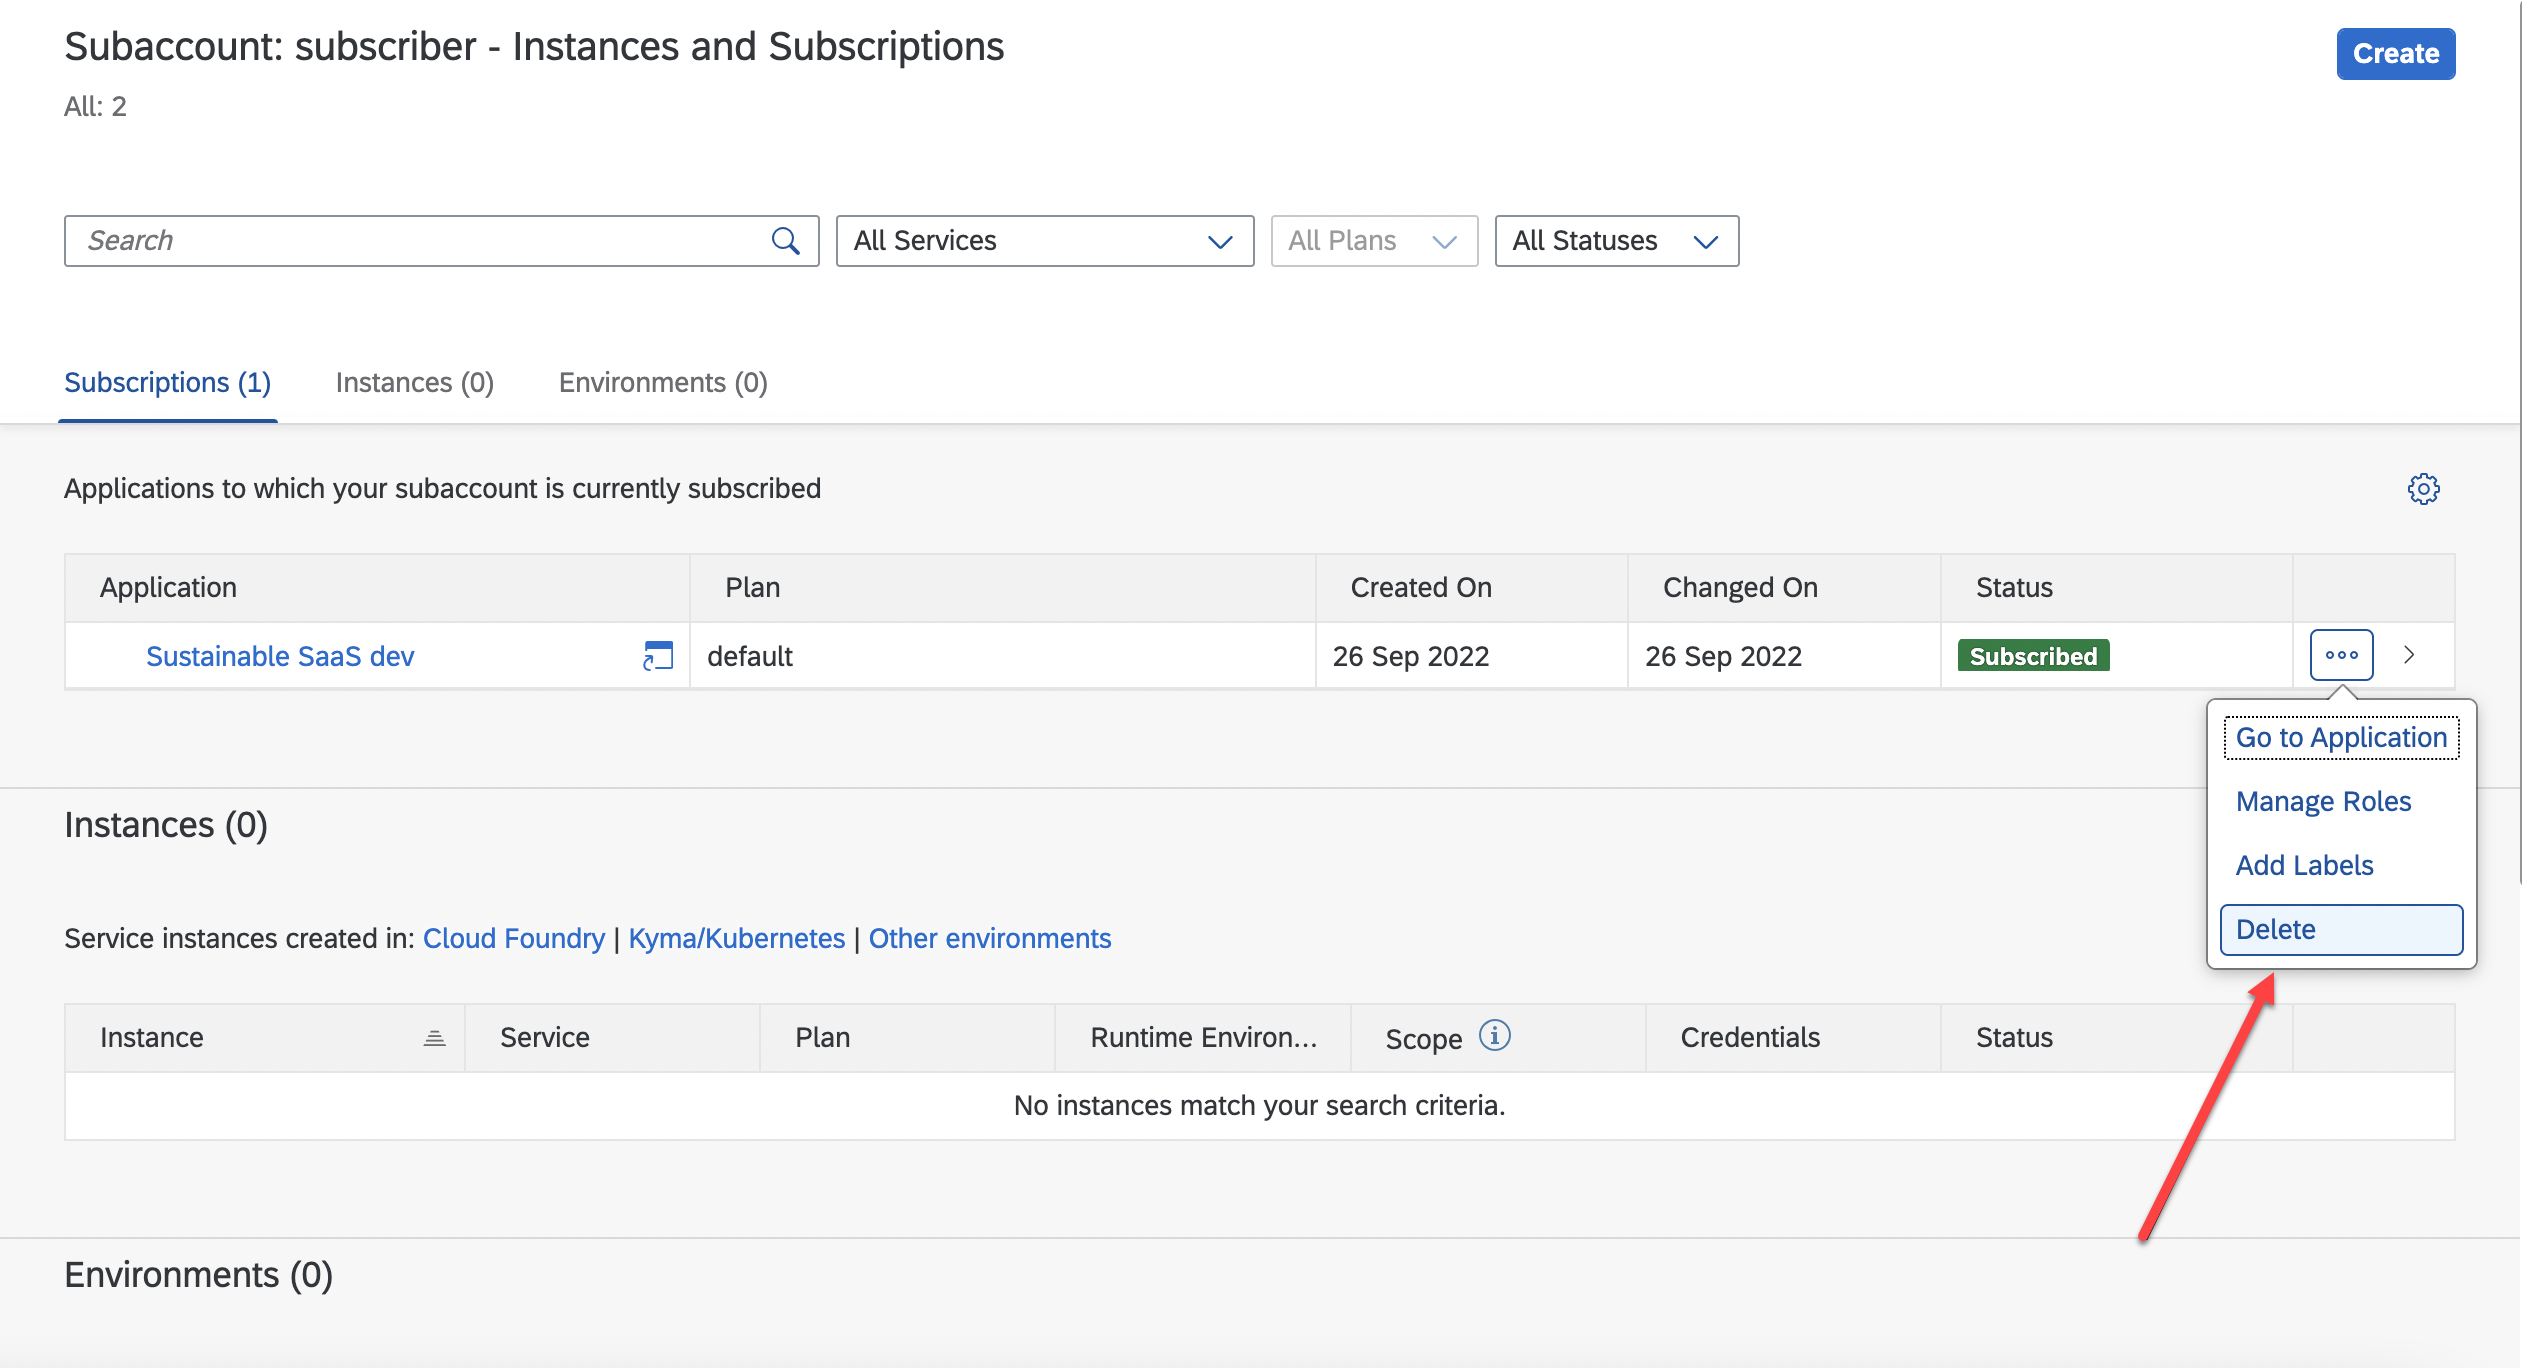 Subaccount: subscriber - Instances and Subscriptions
Create
All: 2
Search
All Services
All Plans
All Statuses
Subscriptions (1)
Instances (0)
Environments (0)
Applications to which your subaccount is currently subscribed
Application
Plan
Created On
Changed On
Status
Sustainable SaaS dev
default
26 Sep 2022
26 Sep 2022
Subscribed
Go to Application
Manage Roles
Add Labels
Delete
Instances (0)
Service instances created in: Cloud Foundry | Kyma/Kubernetes | Other environments
Instance
Service
Plan
Runtime Environ...
Scope
Credentials
Status
No instances match your search criteria.
Environments (0)